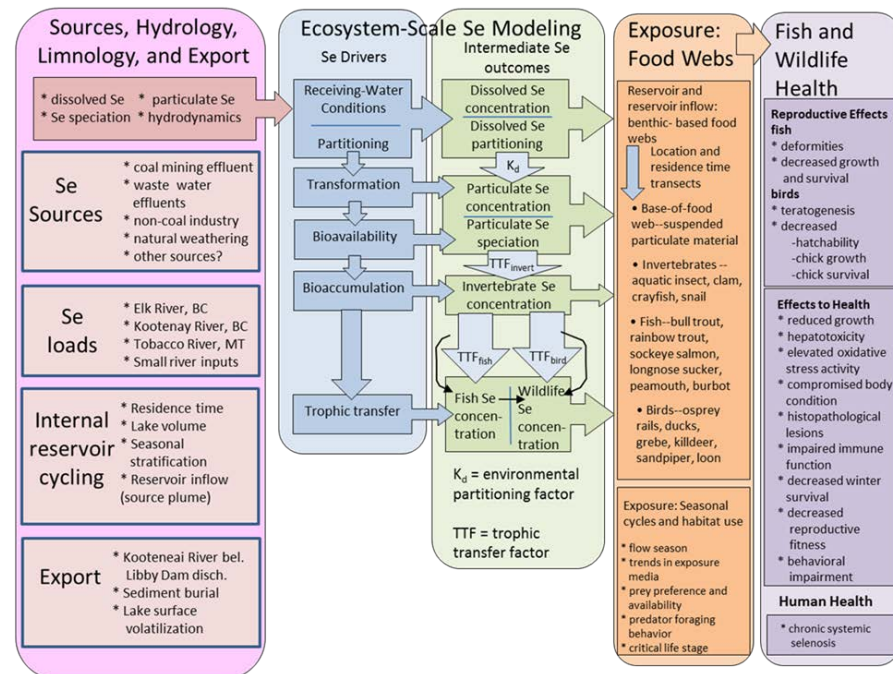 Sources, Hydrology,
Limnology, and Export
* dissolved Se * particulate Se
* Se speciation * hydrodynamics
Se
Sources
* coal mining effluent
* waste water
effluents
* non-coal industry
* natural weathering
* other sources?
Se
loads
* Elk River, BC
* Kootenay River, BC
* Tobacco River, MT
* Small river inputs
Internal
reservoir
cycling
* Residence time
* Lake volume
* Seasonal
stratification
* Reservoir inflow
(source plume)
Export
* Kooteneai River bel.
Libby Dam disch.
* Sediment burial
* Lake surface
volatilization
Ecosystem-Scale Se Modeling
Se Drivers
Receiving-Water
Conditions
Partitioning
Transformation
Bioavailability
Bioaccumulation
Trophic transfer
Intermediate Se
outcomes
Dissolved Se
concentration
Dissolved Se
partitioning
Kd
Particulate Se
concentration
Particulate Se
speciation
TTFinvert
Invertebrate Se
concentration
TTFfish
TTFbird
Fish Se
concen-
tration
Wildlife
Se
concen-
tration
Kd = environmental
partitioning factor
TTF = trophic
transfer factor
Exposure:
Food Webs
Reservoir and
reservoir inflow:
benthic- based food
webs
Location and
residence time
transects
• Base-of-food
web--suspended
particulate material
• Invertebrates --
aquatic insect, clam,
crayfish, snail
• Fish--bull trout,
rainbow trout,
sockeye salmon,
longnose sucker,
peamouth, burbot
• Birds--osprey
rails, ducks,
grebe, killdeer,
sandpiper, loon
Exposure: Seasonal
cycles and habitat use
* flow season
* trends in exposure
media
* prey preference and
availability
* predator foraging
behavior
* critical life stage
Fish and
Wildlife
Health
Reproductive Effects
fish
* deformities
* decreased growth
and survival
birds
* teratogenesis
* decreased
-hatchability
-chick growth
-chick survival
Effects to Health
* reduced growth
* hepatotoxicity
* elevated oxidative
stress activity
* compromised body
condition
* histopathological
lesions
* impaired immune
function
* decreased winter
survival
* decreased
reproductive
fitness
* behavioral
impairment
Human Health
* chronic systemic
selenosis